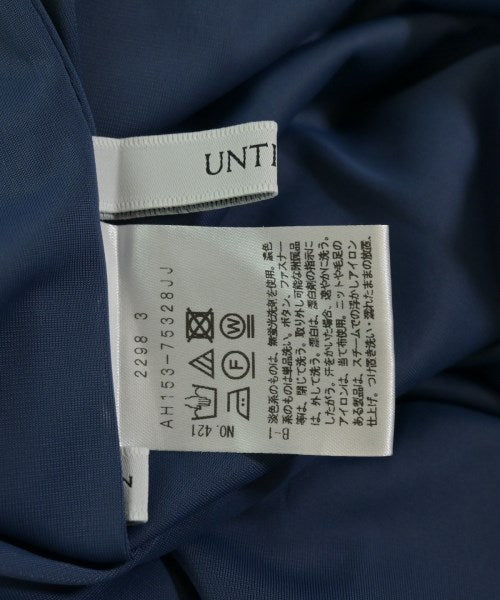 UNTI
AH153-75328JJ
2298 3
NO. 421
W
F
淡色系のものは、無蛍光洗剤を使用。濃色
系のものは単品洗い。ボタン、ファスナー
等は、閉じて洗う。取り外し可能な附属品
は、外して洗う。漂白は、漂白剤の指示に
したがう。汗をかいた場合、速やかに洗う。
アイロンは、当て布使用。ニットや毛足の
ある製品は、スチームでの浮かしアイロン
仕上げ。つけ置き洗い・濡れたままの放置、